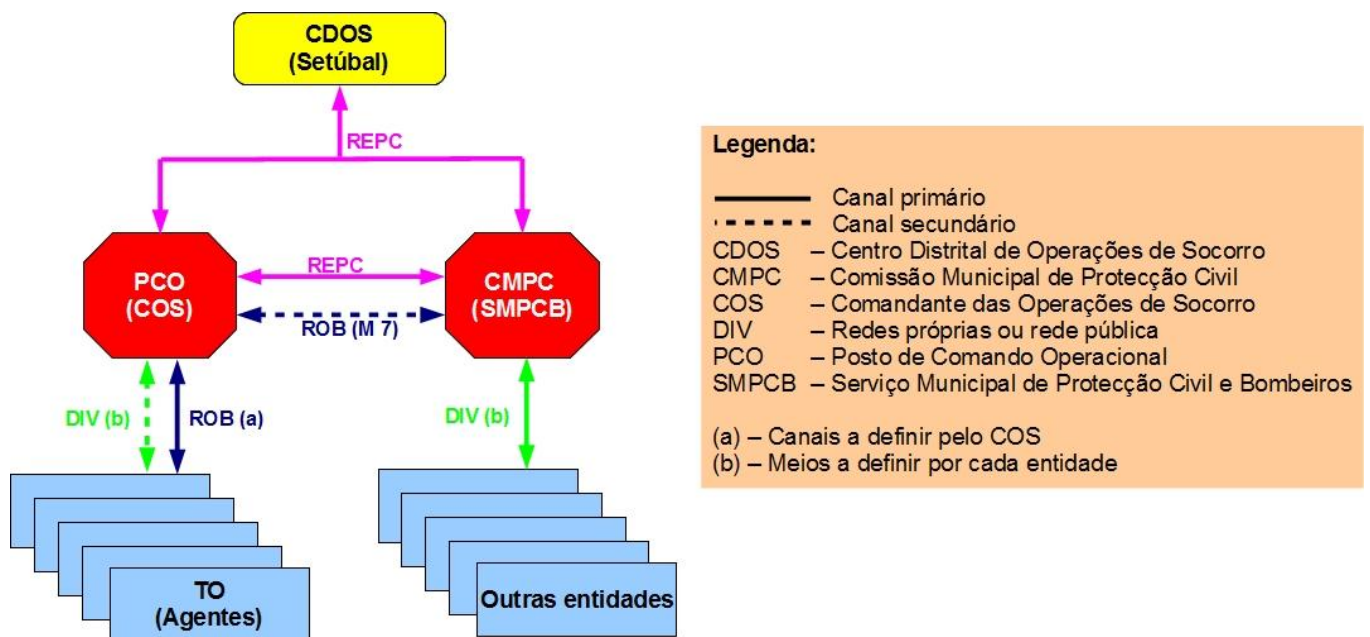 CDOS
(Setúbal)
REPC
PCO
(COS)
REPC
ROB (M 7)
CMPC
(SMPCB)
DIV (b)
ROB (a)
DIV (b)
TO
(Agentes)
Outras entidades
Legenda:
Canal primário
Canal secundário
CDOS – Centro Distrital de Operações de Socorro
CMPC – Comissão Municipal de Protecção Civil
COS – Comandante das Operações de Socorro
DIV – Redes próprias ou rede pública
PCO – Posto de Comando Operacional
SMPCB – Serviço Municipal de Protecção Civil e Bombeiros
(a) – Canais a definir pelo COS
(b) – Meios a definir por cada entidade